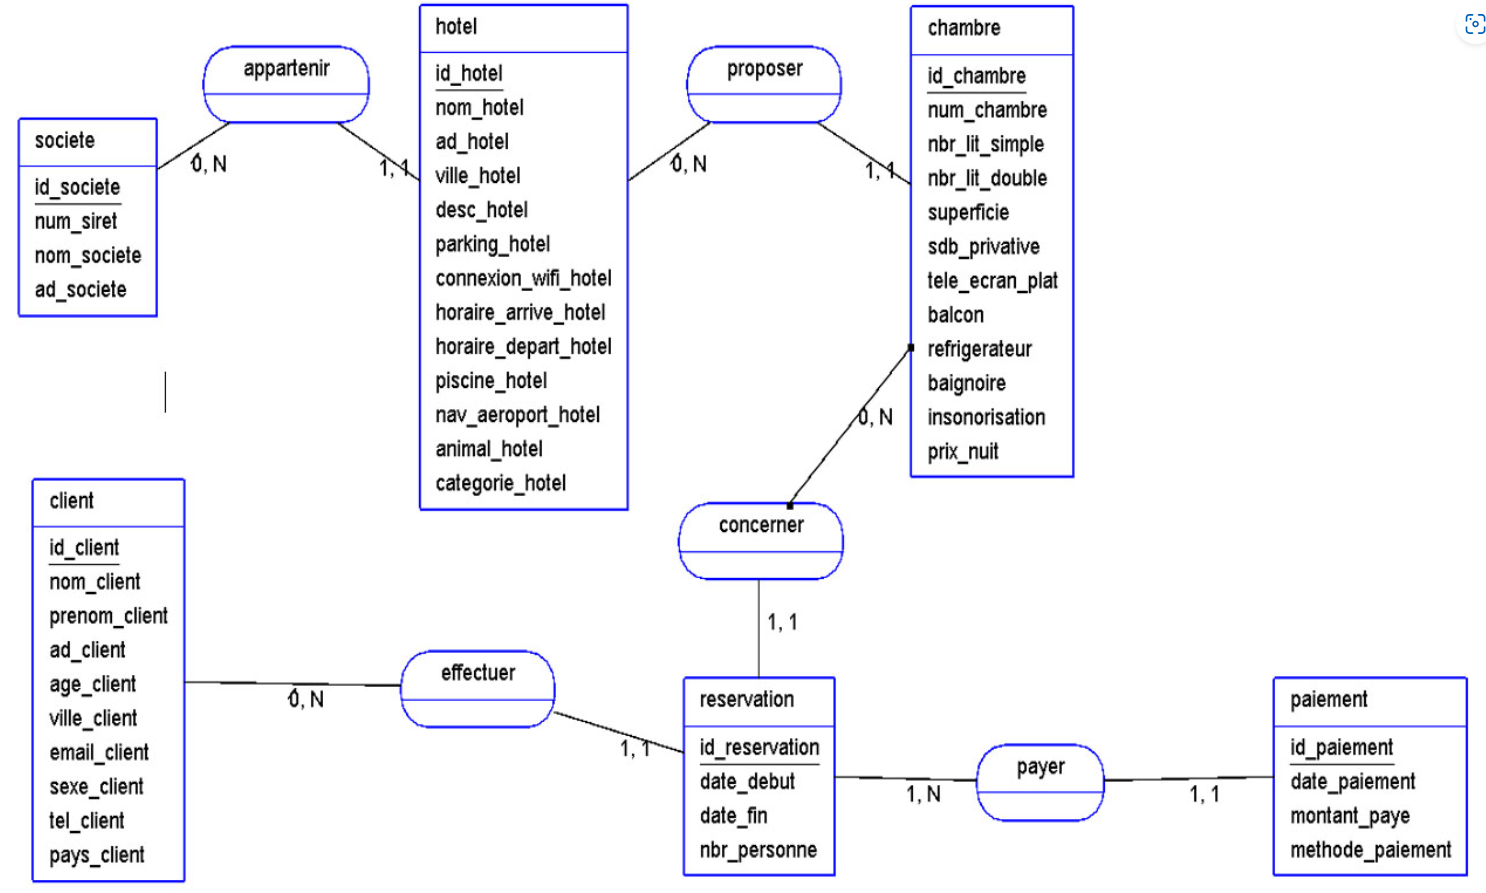 societe
id_societe
num_siret
nom_societe
ad_societe
appartenir
0, N
1, 1
hotel
id_hotel
nom_hotel
ad_hotel
ville_hotel
desc_hotel
parking_hotel
connexion_wifi_hotel
horaire_arrive_hotel
horaire_depart_hotel
piscine_hotel
nav_aeroport_hotel
animal_hotel
categorie_hotel
proposer
0, N
1, 1
chambre
id_chambre
num_chambre
nbr_lit_simple
nbr_lit_double
superficie
sdb_privative
tele_ecran_plat
balcon
refrigerateur
baignoire
insonorisation
prix_nuit
0, N
concerner
1, 1
client
id_client
nom_client
prenom_client
ad_client
age_client
ville_client
email_client
sexe_client
tel_client
pays_client
effectuer
0, N
1, 1
reservation
id_reservation
date_debut
date_fin
nbr_personne
payer
1, N
1, 1
paiement
id_paiement
date_paiement
montant_paye
methode_paiement